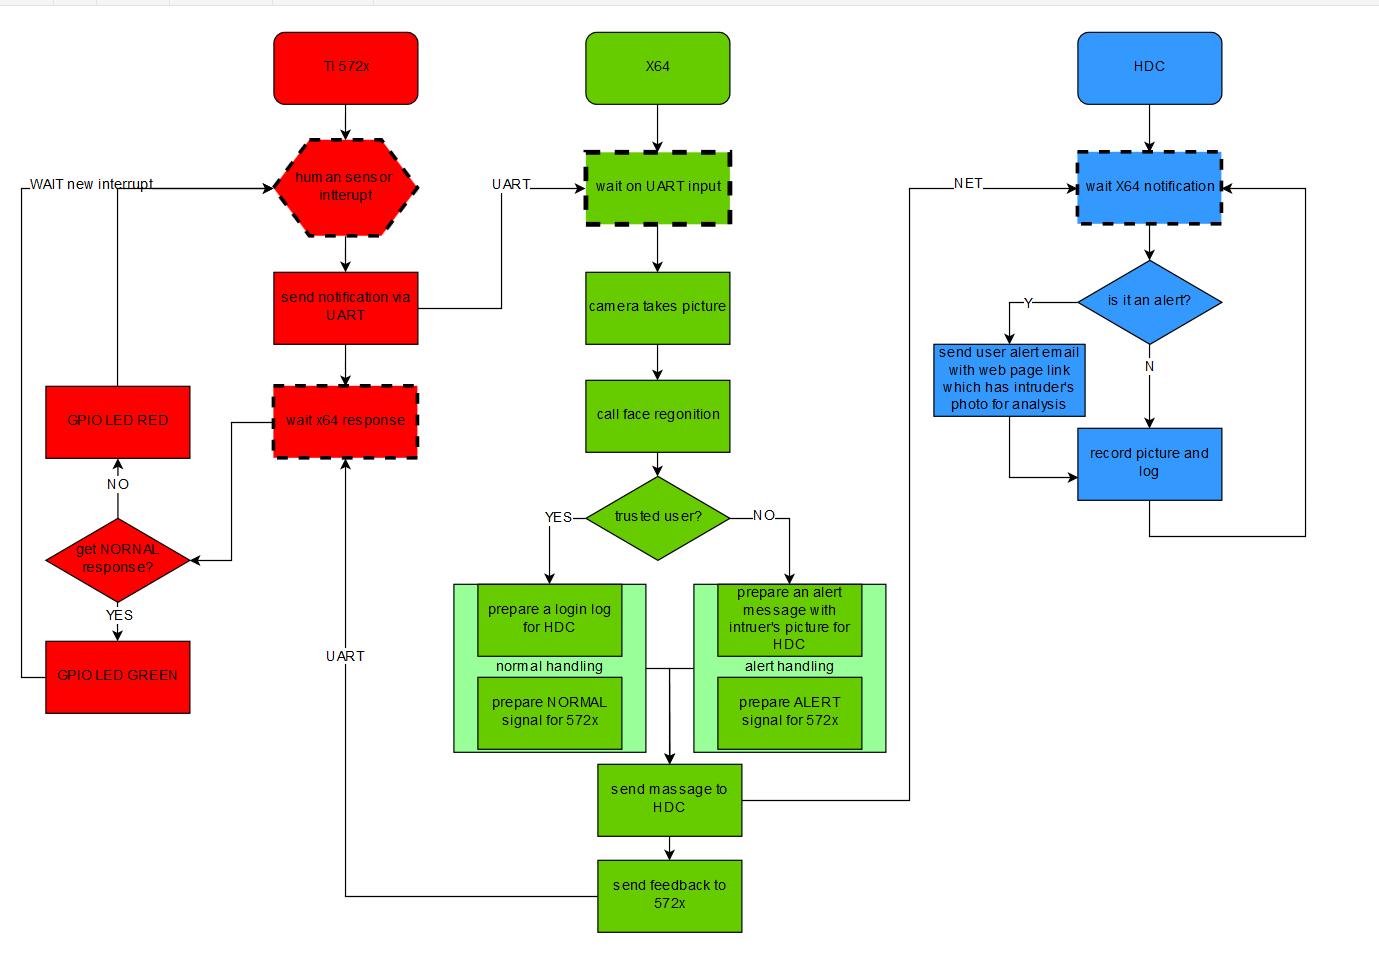 TI 572x
X64
HDC
WAIT new interrupt
human sensor
intterupt
UART
wait on UART input
NET
wait X64 notification
send notification via
UART
camera takes picture
is it an alert?
Y
N
send user alert email
with web page link
which has intruder's
photo for analysis
GPIO LED RED
wait x64 response
call face regonition
record picture and
log
NO
trusted user?
YES
NO
get NORNAL
response?
YES
GPIO LED GREEN
UART
prepare a login log
for HDC
normal handling
prepare NORMAL
signal for 572x
prepare an alert
message with
intruer's picture for
HDC
alert handling
prepare ALERT
signal for 572x
send massage to
HDC
send feedback to
572x